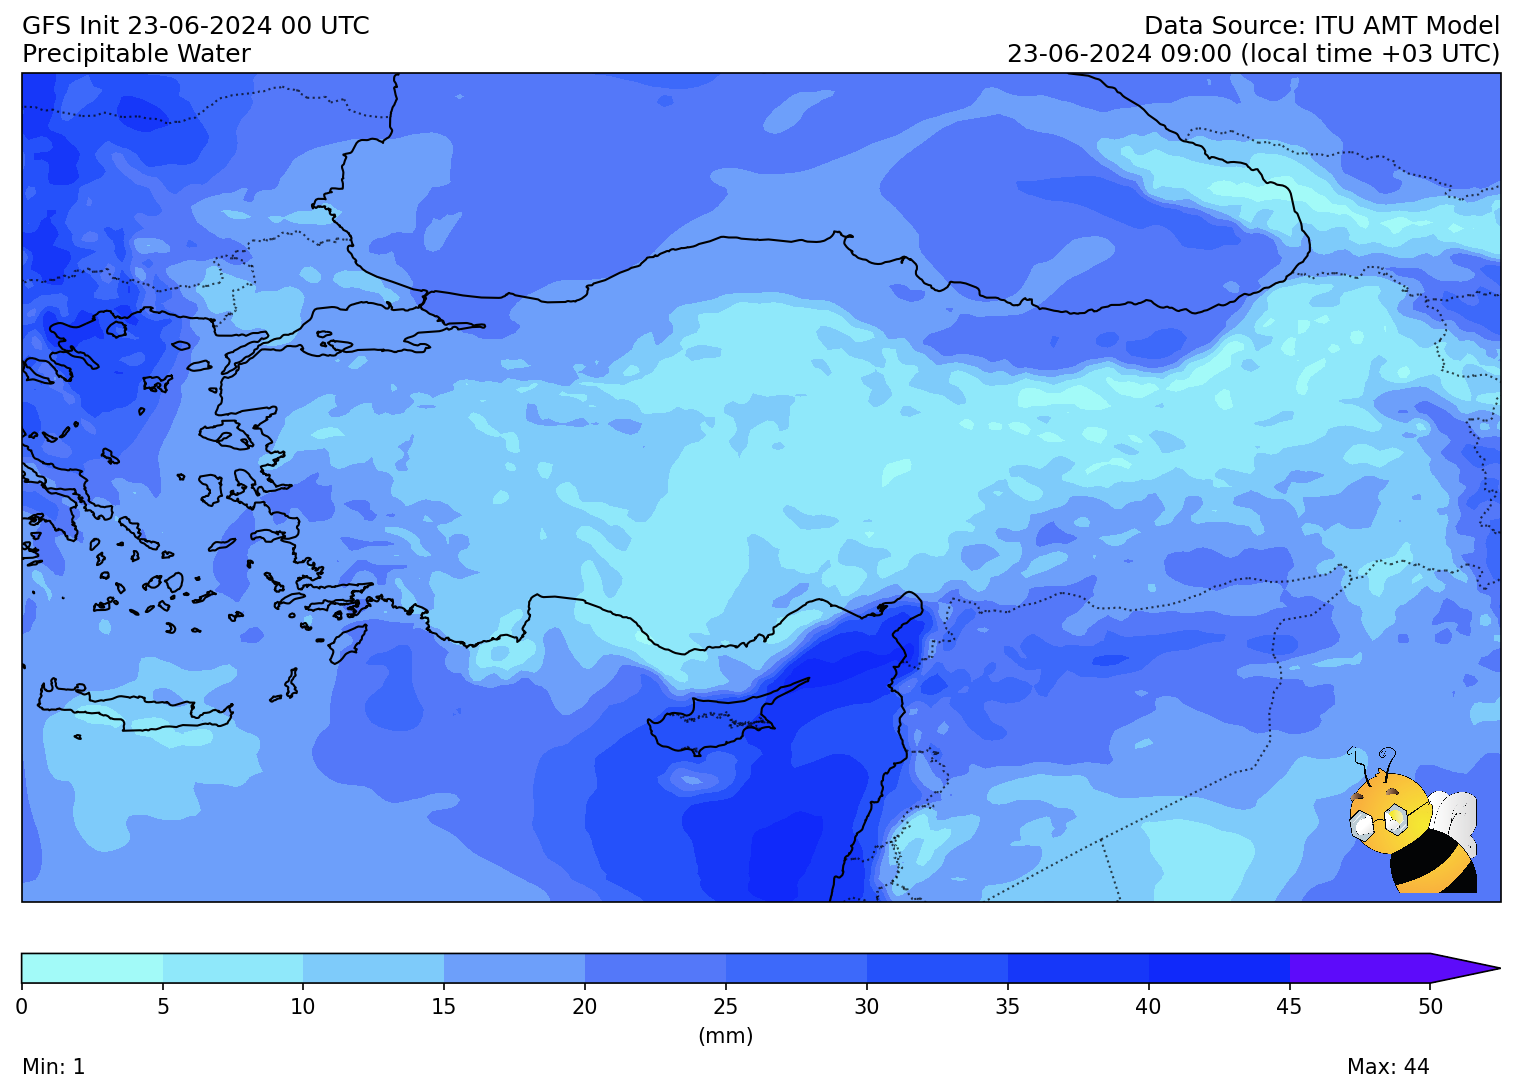 GFS Init 23-06-2024 00 UTC
Data Source: ITU AMT Model
Precipitable Water
23-06-2024 09:00 (local time +03 UTC)
0 5 10 15 20 25 30 35 40 45 50
(mm)
Min: 1
Max: 44